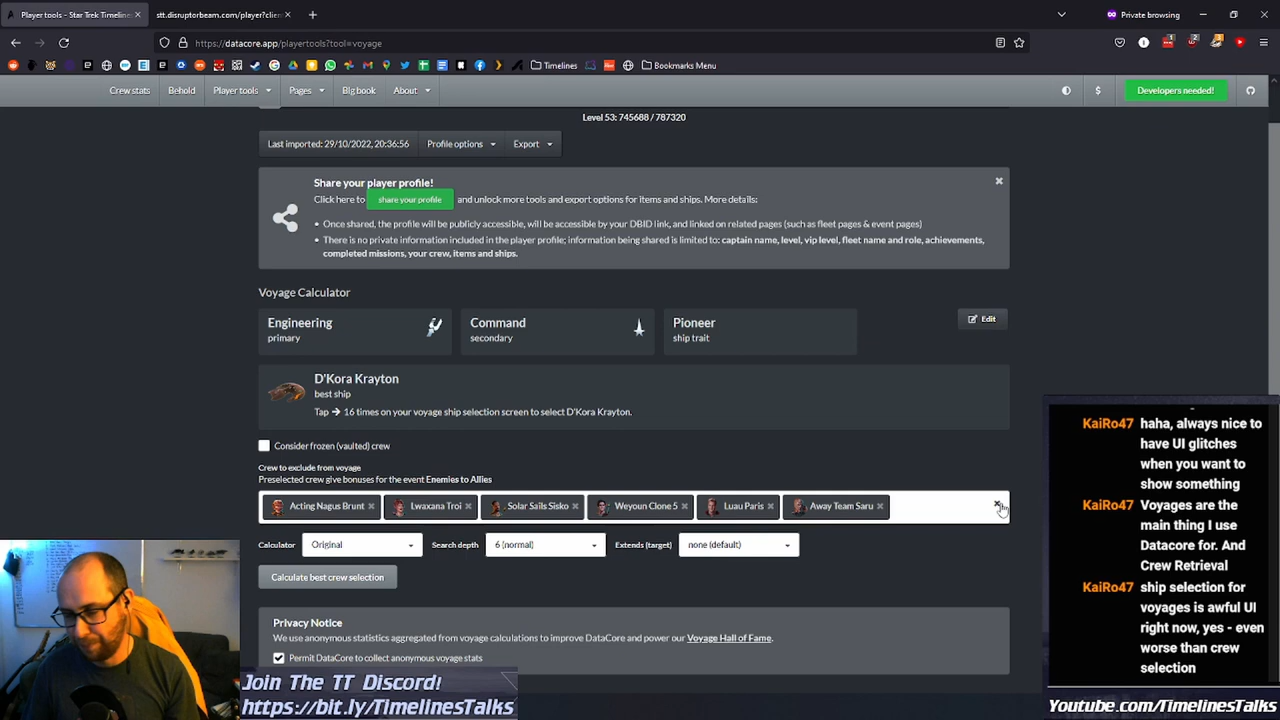 Player tools - Star Trek Timeline
stt.disruptorbeam.com/player?clien
Private browsing
https://datacore.app/playertools?tool=voyage
Timelines
Bookmarks Menu
Crew stats
Behold
Player tools
Pages
Big book
About
$
Developers needed!
Level 53: 745688 / 787320
Last imported: 29/10/2022, 20:36:56
Profile options
Export
Share your player profile!
Click here to share your profile and unlock more tools and export options for items and ships. More details:
• Once shared, the profile will be publicly accessible, will be accessible by your DBID link, and linked on related pages (such as fleet pages & event pages)
• There is no private information included in the player profile; information being shared is limited to: captain name, level, vip level, fleet name and role, achievements,
completed missions, your crew, items and ships.
Voyage Calculator
Engineering
primary
Command
secondary
Pioneer
ship trait
Edit
D'Kora Krayton
best ship
Tap → 16 times on your voyage ship selection screen to select D'Kora Krayton.
Consider frozen (vaulted) crew
Crew to exclude from voyage
Preselected crew give bonuses for the event Enemies to Allies
Acting Nagus Brunt
Lwaxana Troi
Solar Sails Sisko
Weyoun Clone 5
Luau Paris
Away Team Saru
Calculator
Original
Search depth
6 (normal)
Extends (target)
none (default)
Calculate best crew selection
Privacy Notice
We use anonymous statistics aggregated from voyage calculations to improve DataCore and power our Voyage Hall of Fame.
Permit DataCore to collect anonymous voyage stats
KaiRo47 haha, always nice to
have UI glitches
when you want to
show something
KaiRo47 Voyages are the
main thing I use
Datacore for. And
Crew Retrieval
KaiRo47 ship selection for
voyages is awful UI
right now, yes - even
worse than crew
selection
Join The TT Discord!
https://bit.ly/TimelinesTalks
Youtube.com/TimelinesTalks